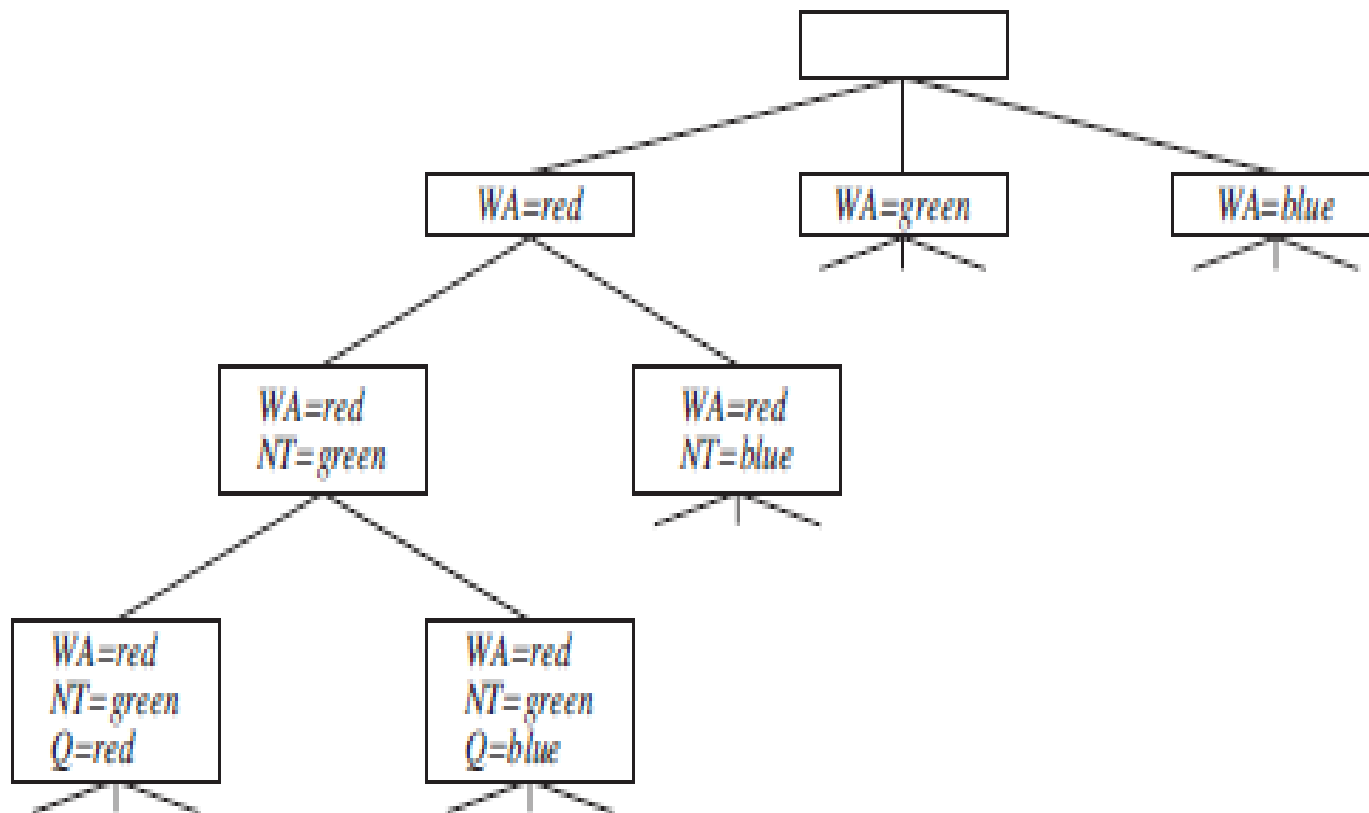 WA=red
WA=green
WA=blue
WA=red
NT=green
WA=red
NT=blue
WA=red
NT=green
Q=red
WA=red
NT=green
Q=blue